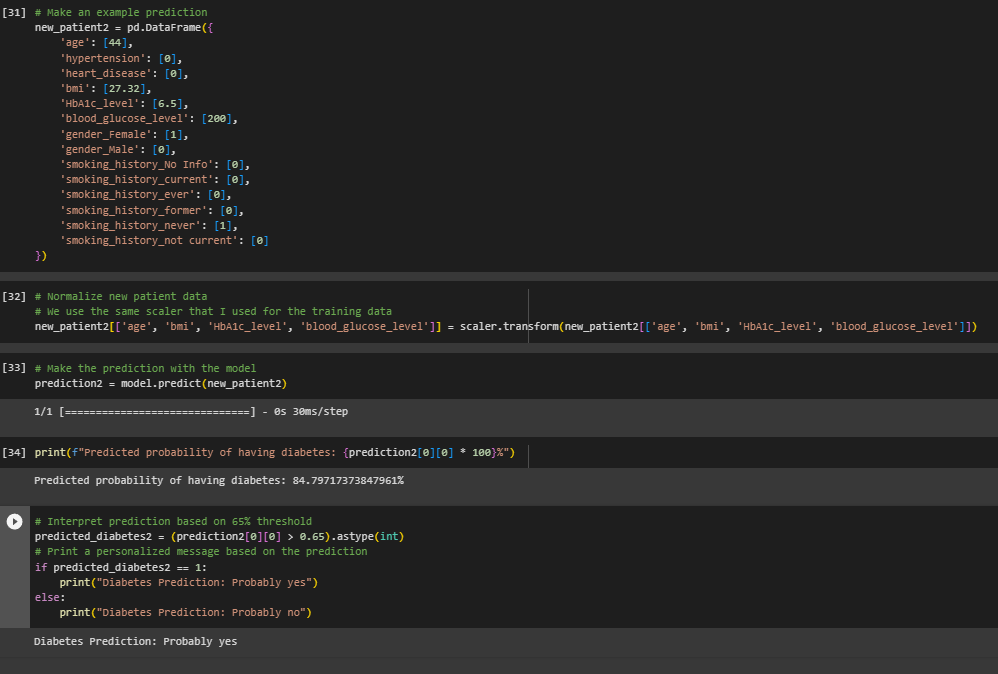 [31] # Make an example prediction
new_patient2 = pd.DataFrame({
    'age': [44],
    'hypertension': [0],
    'heart_disease': [0],
    'bmi': [27.32],
    'HbA1c_level': [6.5],
    'blood_glucose_level': [200],
    'gender_Female': [1],
    'gender_Male': [0],
    'smoking_history_No Info': [0],
    'smoking_history_current': [0],
    'smoking_history_ever': [0],
    'smoking_history_former': [0],
    'smoking_history_never': [1],
    'smoking_history_not current': [0]
})
[32] # Normalize new patient data
# We use the same scaler that I used for the training data
new_patient2[['age', 'bmi', 'HbA1c_level', 'blood_glucose_level']] = scaler.transform(new_patient2[['age', 'bmi', 'HbA1c_level', 'blood_glucose_level']])
[33] # Make the prediction with the model
prediction2 = model.predict(new_patient2)
1/1 [==============================] - 0s 30ms/step
[34] print(f"Predicted probability of having diabetes: {prediction2[0][0] * 100}%")
Predicted probability of having diabetes: 84.79717373847961%
# Interpret prediction based on 65% threshold
predicted_diabetes2 = (prediction2[0][0] > 0.65).astype(int)
# Print a personalized message based on the prediction
if predicted_diabetes2 == 1:
    print("Diabetes Prediction: Probably yes")
else:
    print("Diabetes Prediction: Probably no")
Diabetes Prediction: Probably yes